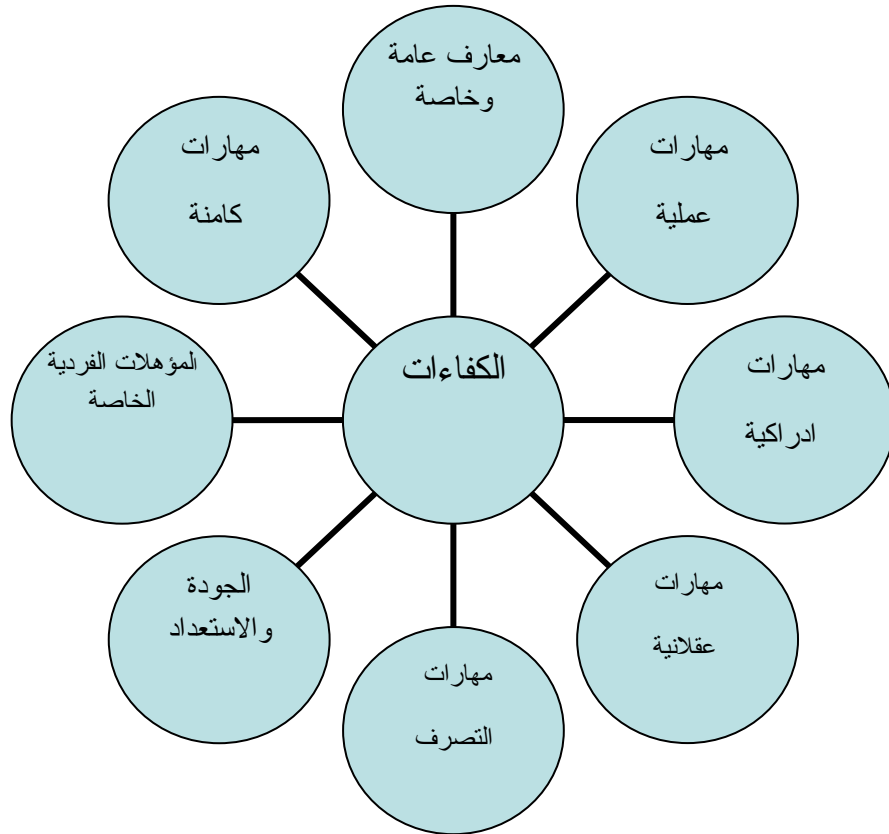 معارف عامة
وخاصة
مهارات
عملية
مهارات
ادراكية
مهارات
عقلانية
مهارات
التصرف
الجودة
والاستعداد
المؤهلات الفردية
الخاصة
مهارات
كامنة
الكفاءات